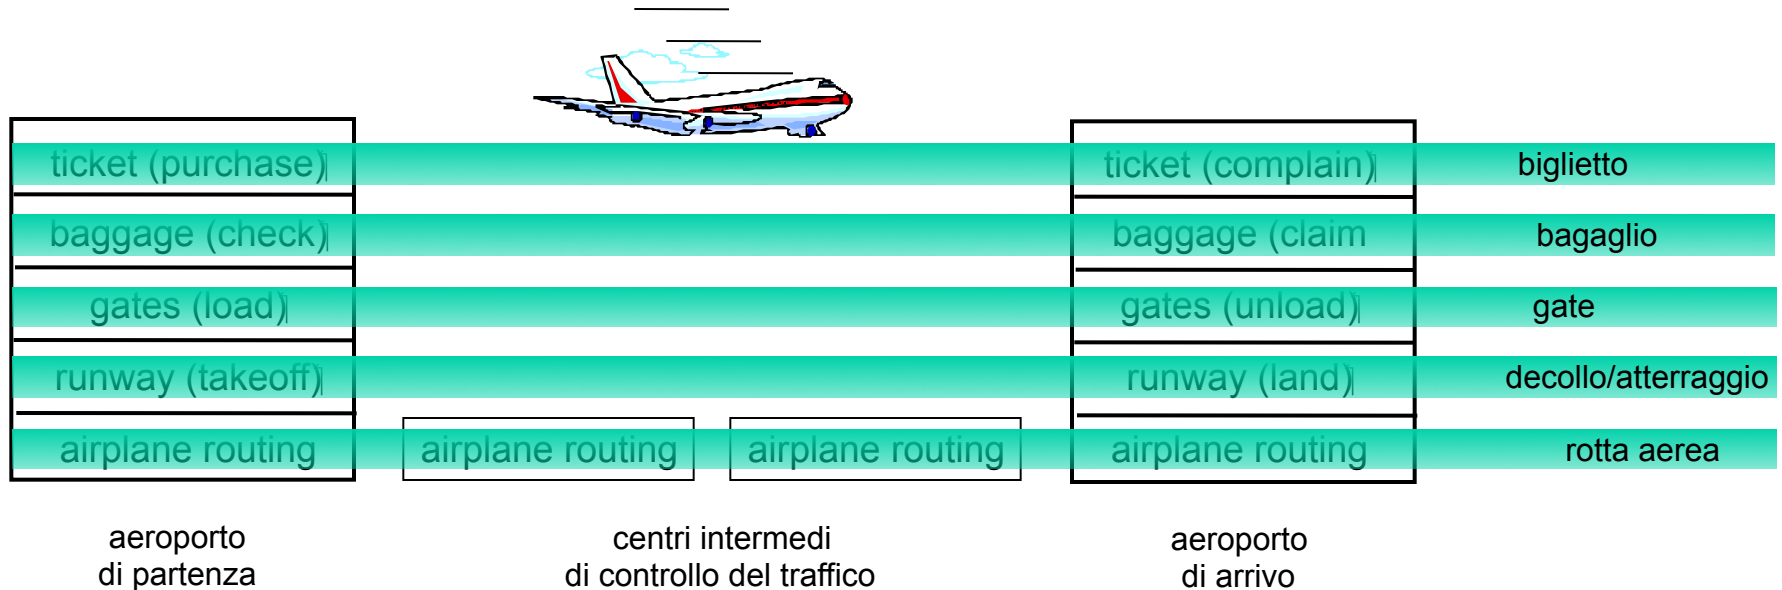 ticket (purchase) ticket (complain) biglietto
baggage (check) baggage (claim bagaglio
gates (load) gates (unload) gate
runway (takeoff) runway (land) decollo/atterraggio
airplane routing airplane routing airplane routing airplane routing rotta aerea
aeroporto
di partenza
centri intermedi
di controllo del traffico
aeroporto
di arrivo